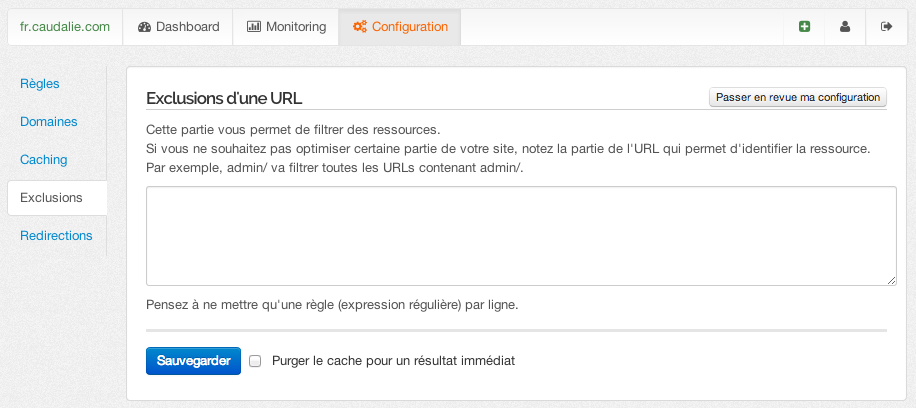 fr.caudalie.com Dashboard Monitoring Configuration
Règles
Domaines
Caching
Exclusions
Redirections
Exclusions d'une URL
Passer en revue ma configuration
Cette partie vous permet de filtrer des ressources.
Si vous ne souhaitez pas optimiser certaine partie de votre site, notez la partie de l'URL qui permet d'identifier la ressource.
Par exemple, admin/ va filtrer toutes les URLs contenant admin/.
Pensez à ne mettre qu'une règle (expression régulière) par ligne.
Sauvegarder Purger le cache pour un résultat immédiat